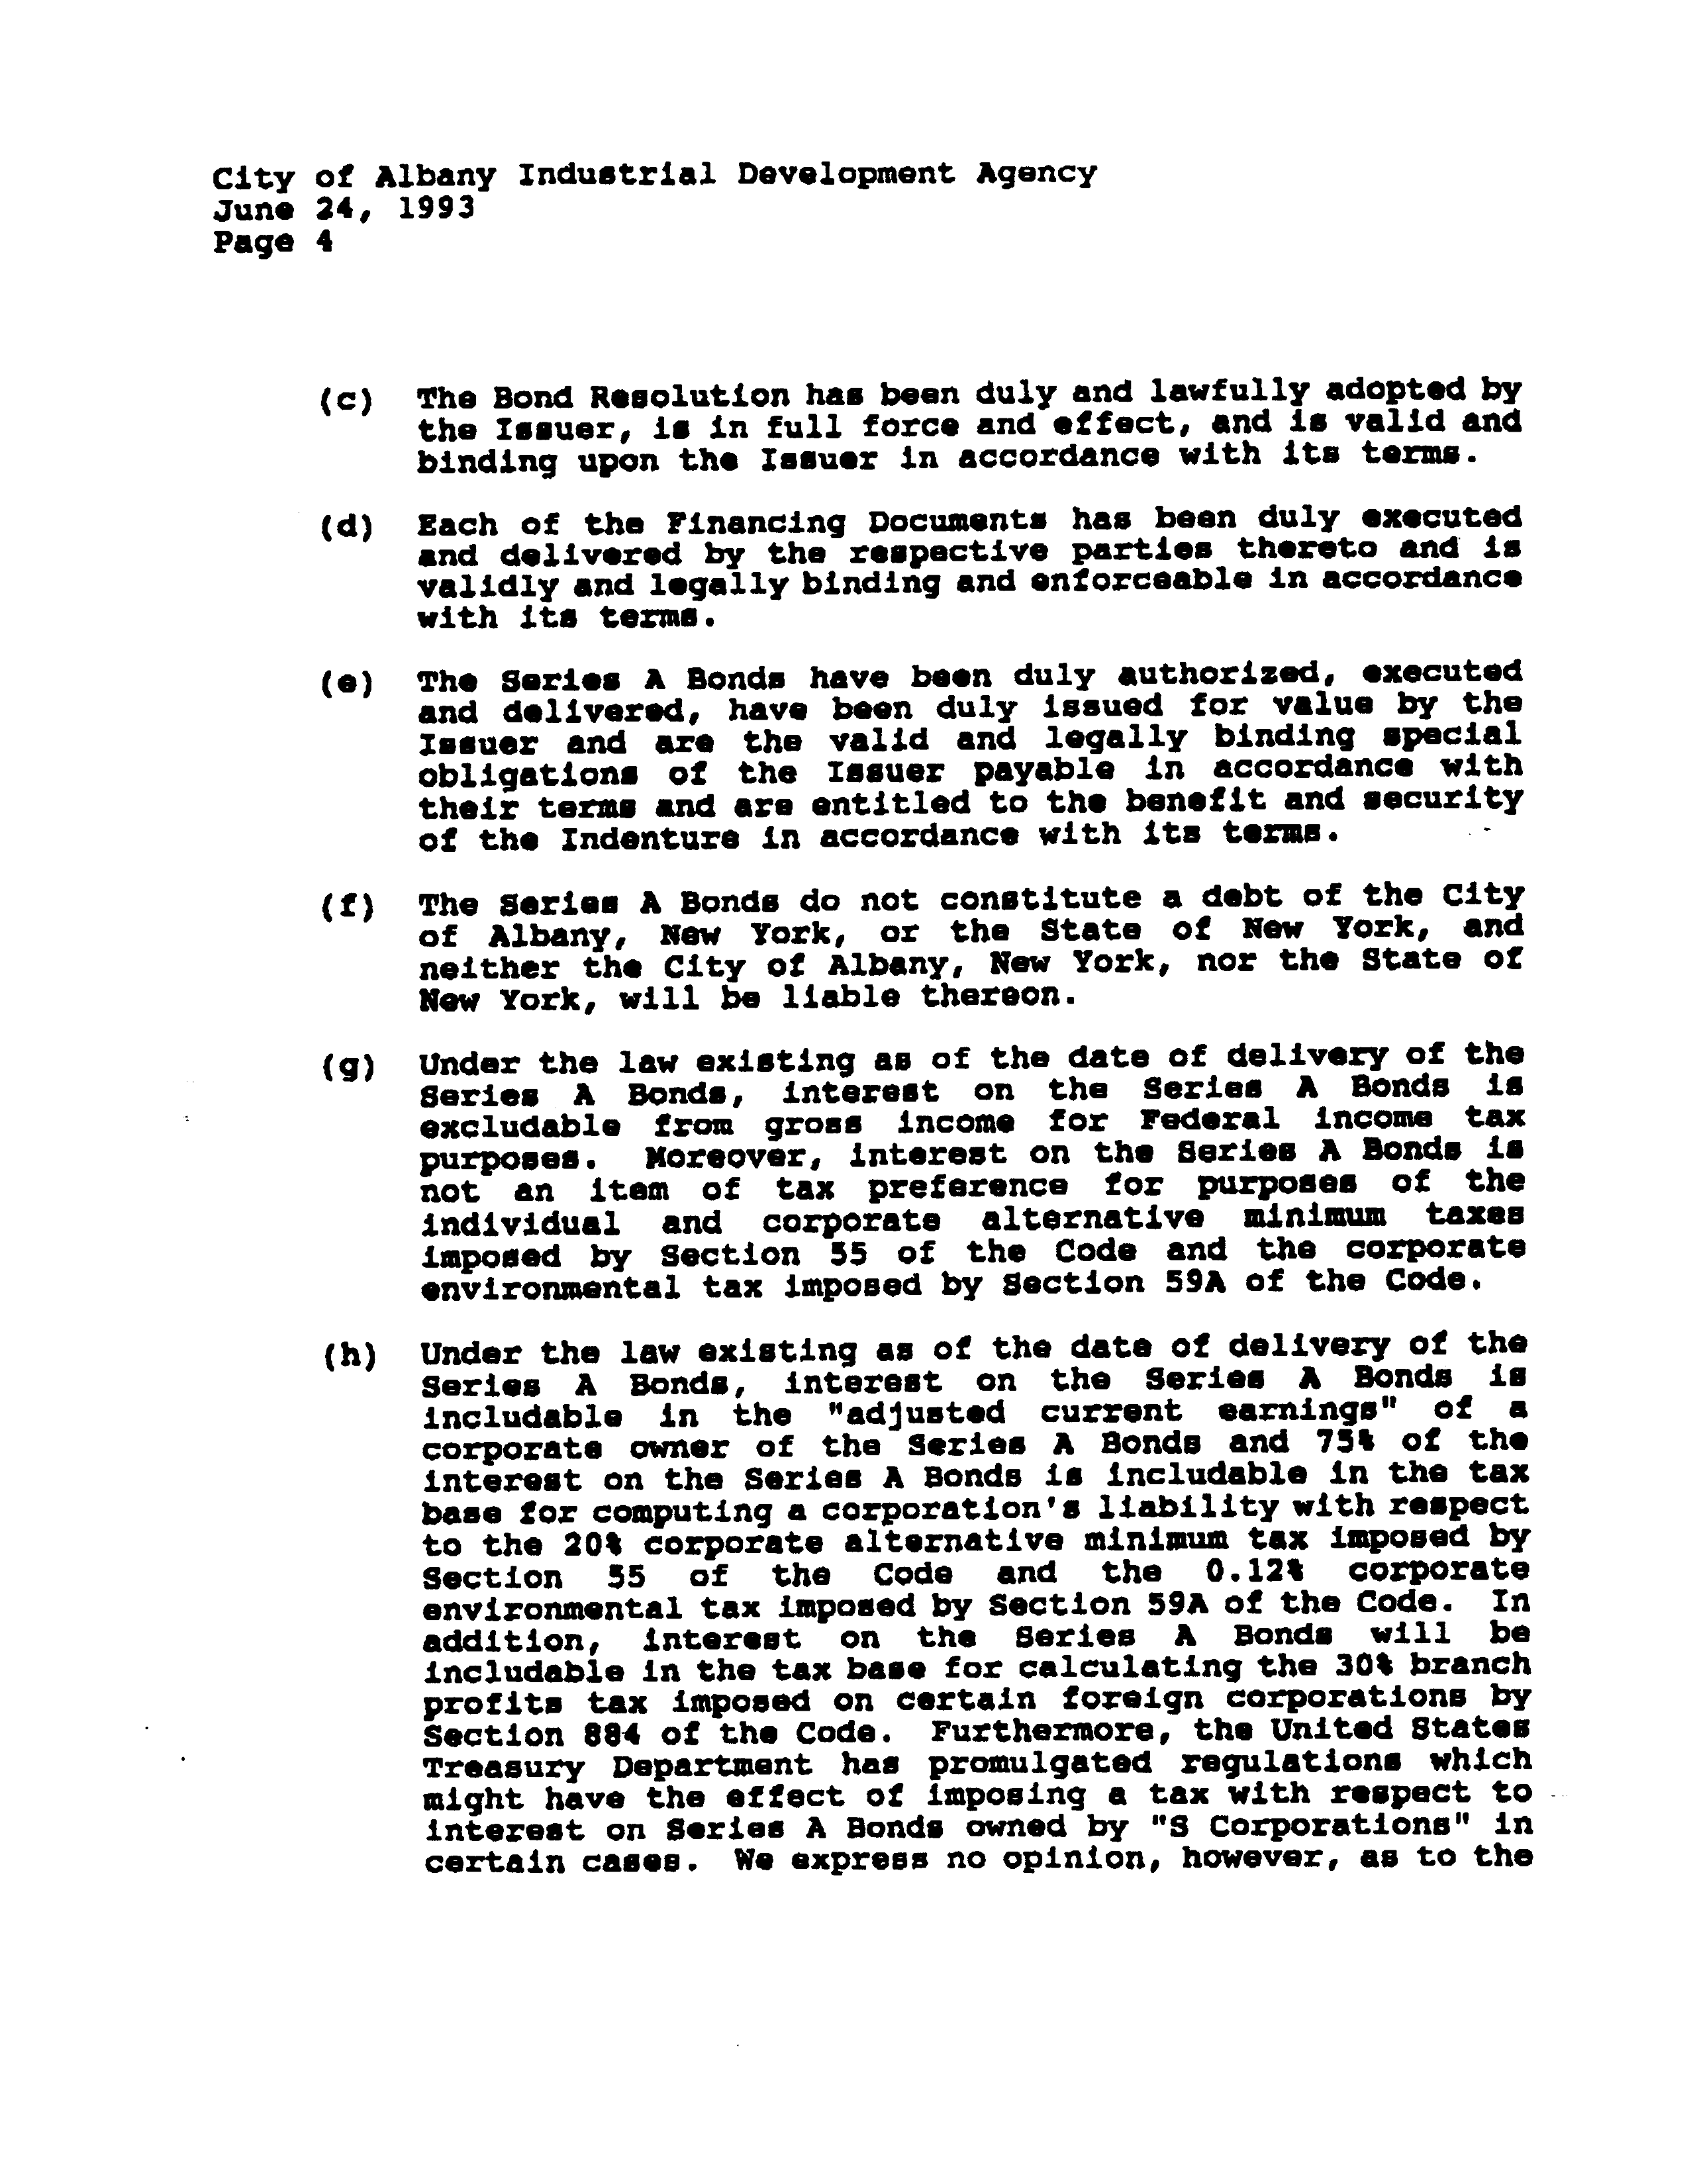 City of Albany Industrial Development Agency
June 24, 1993
Page 4
(c) The Bond Resolution has been duly and lawfully adopted by
the Issuer, is in full force and effect, and is valid and
binding upon the Issuer in accordance with its terms.
(d) Each of the Financing Documents has been duly executed
and delivered by the respective parties thereto and is
validly and legally binding and enforceable in accordance
with its terms.
(e) The Series A Bonds have been duly authorized, executed
and delivered, have been duly issued for value by the
Issuer and are the valid and legally binding special
obligations of the Issuer payable in accordance with
their terms and are entitled to the benefit and security
of the Indenture in accordance with its terms.
(f) The Series A Bonds do not constitute a debt of the City
of Albany, New York, or the State of New York, and
neither the City of Albany, New York, nor the State of
New York, will be liable thereon.
(g) Under the law existing as of the date of delivery of the
Series A Bonds, interest on the Series A Bonds is
excludable from gross income for Federal income tax
purposes. Moreover, interest on the Series A Bonds is
not an item of tax preference for purposes of the
individual and corporate alternative minimum taxes
imposed by Section 55 of the Code and the corporate
environmental tax imposed by Section 59A of the Code.
(h) Under the law existing as of the date of delivery of the
Series A Bonds, interest on the Series A Bonds is
includable in the "adjusted current earnings" of a
corporate owner of the Series A Bonds and 75% of the
interest on the Series A Bonds is includable in the tax
base for computing a corporation's liability with respect
to the 20% corporate alternative minimum tax imposed by
Section 55 of the Code and the 0.12% corporate
environmental tax imposed by Section 59A of the Code. In
addition, interest on the Series A Bonds will be
includable in the tax base for calculating the 30% branch
profits tax imposed on certain foreign corporations by
Section 884 of the Code. Furthermore, the United States
Treasury Department has promulgated regulations which
might have the effect of imposing a tax with respect to
interest on Series A Bonds owned by "S Corporations" in
certain cases. We express no opinion, however, as to the